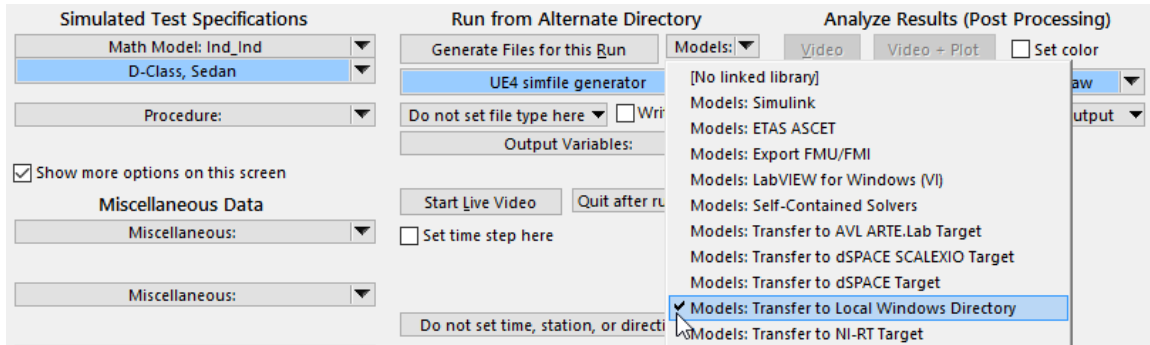 Simulated Test Specifications
Math Model: Ind_Ind
D-Class, Sedan
Procedure:
Show more options on this screen
Miscellaneous Data
Miscellaneous:
Miscellaneous:
Run from Alternate Directory
Generate Files for this Run
Models:
UE4 simfile generator
Do not set file type here
Output Variables:
Start Live Video
Quit after
Set time step here
Do not set time, station, or
Analyze Results (Post Processing)
Video
Video + Plot
Set color
[No linked library]
Models: Simulink
Models: ETAS ASCET
Models: Export FMU/FMI
Models: LabVIEW for Windows (VI)
Models: Self-Contained Solvers
Models: Transfer to AVL ARTE.Lab Target
Models: Transfer to dSPACE SCALEXIO Target
Models: Transfer to dSPACE Target
Models: Transfer to Local Windows Directory
Models: Transfer to NI-RT Target